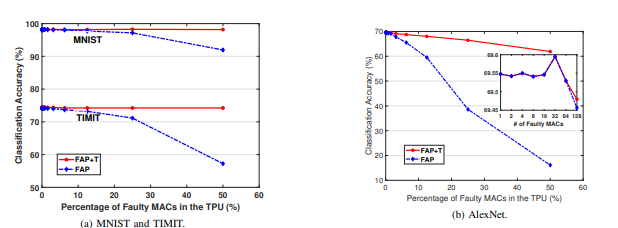 100
90
80
70
60
50
Classification Accuracy (%)
MNIST
TIMIT
FAP+T
FAP
0 10 20 30 40 50 60
Percentage of Faulty MACs in the TPU (%)
(a) MNIST and TIMIT.
70
60
50
40
30
20
10
Classification Accuracy (%)
69.6
69.55
69.5
69.45
1 2 4 8 16 32 64 128
# of Faulty MACs
FAP+T
FAP
0 10 20 30 40 50 60
Percentage of Faulty MACs in the TPU (%)
(b) AlexNet.